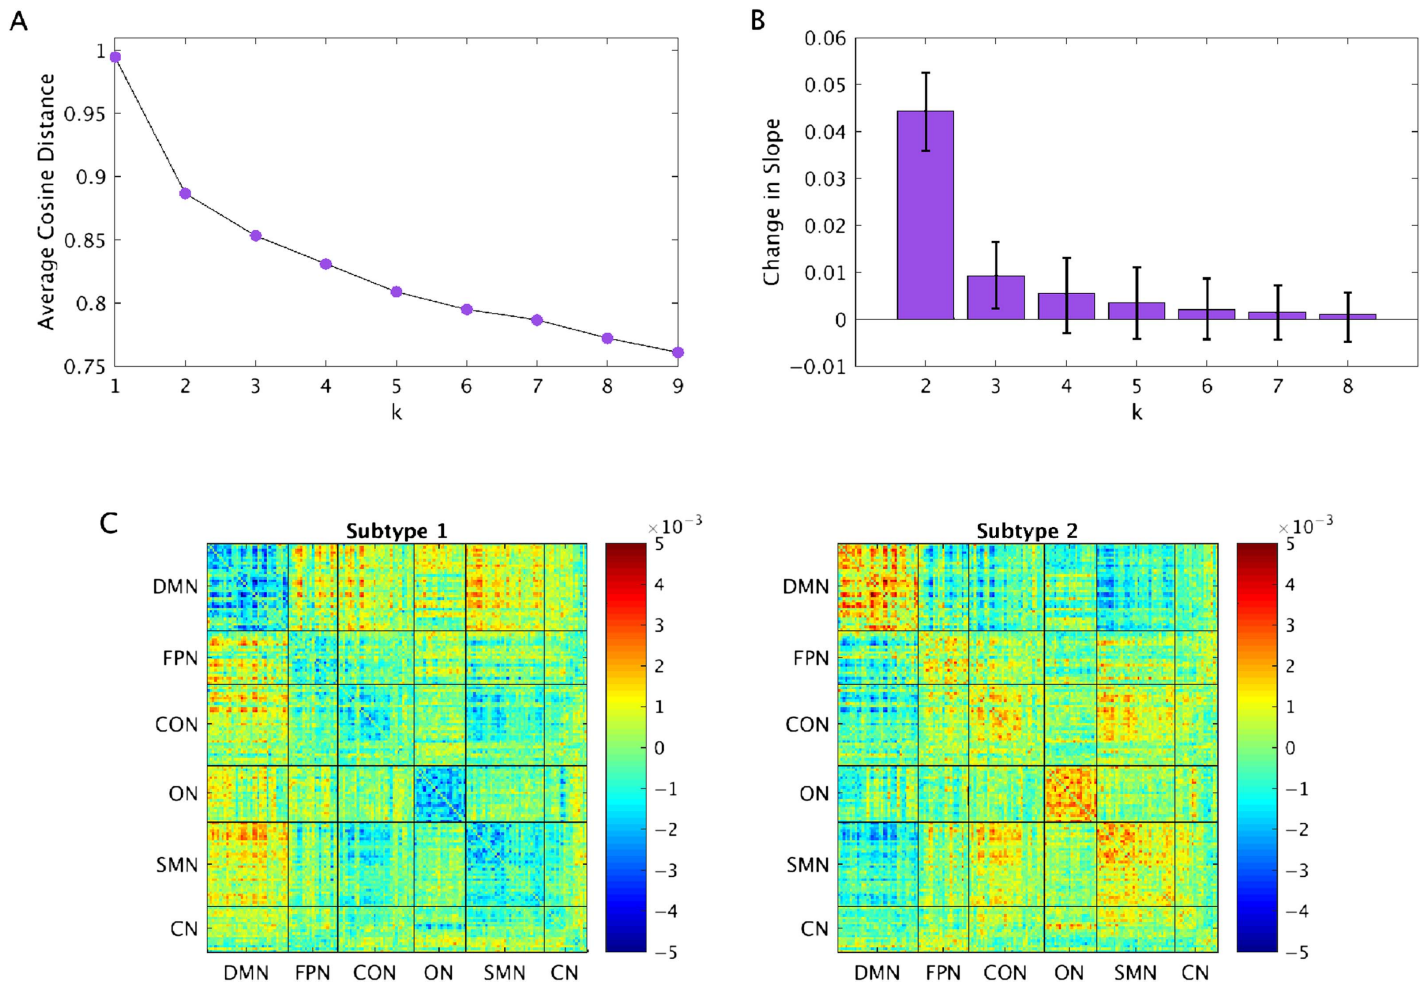 A
B
1
0.95
0.9
0.85
0.8
0.75
Average Cosine Distance
1 2 3 4 5 6 7 8 9
k
0.06
0.05
0.04
0.03
0.02
0.01
0
−0.01
Change in Slope
2 3 4 5 6 7 8
k
C
Subtype 1
×10−3
DMN
FPN
CON
ON
SMN
CN
DMN FPN CON ON SMN CN
5
4
3
2
1
0
−1
−2
−3
−4
−5
Subtype 2
×10−3
DMN
FPN
CON
ON
SMN
CN
DMN FPN CON ON SMN CN
5
4
3
2
1
0
−1
−2
−3
−4
−5